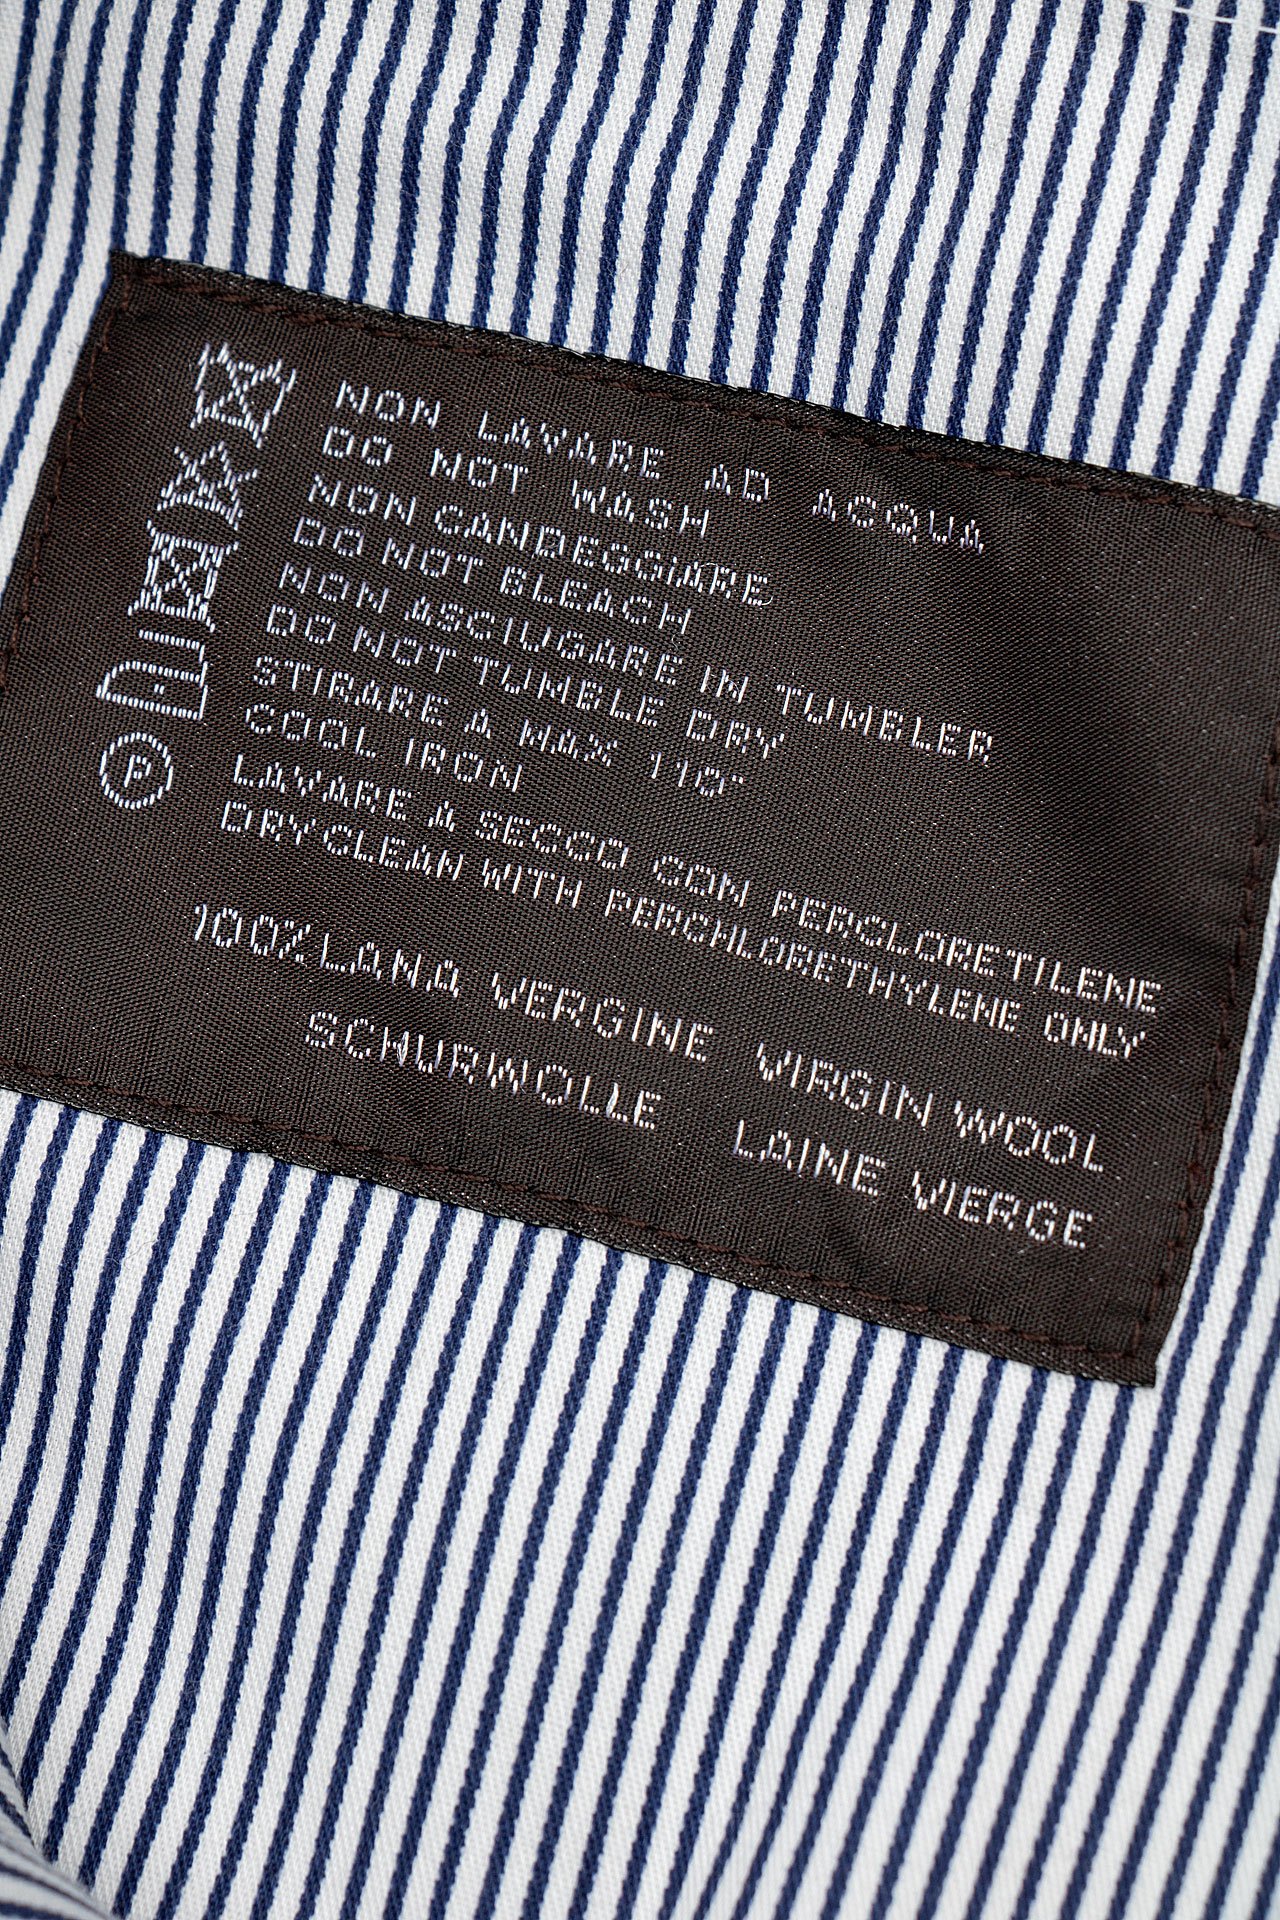 NON LAVARE AD ACQUA
DO NOT WASH
NON CANDEGGIARE
DO NOT BLEACH
NON ASCIUGARE IN TUMBLER
DO NOT TUMBLE DRY
STIRARE A MAX 110°
COOL IRON
LAVARE A SECCO CON PERCLORETILENE
DRYCLEAN WITH PERCHLORETHYLENE ONLY
P
100% LANA VERGINE VIRGIN WOOL
SCHURWOLLE LAINE VIERGE